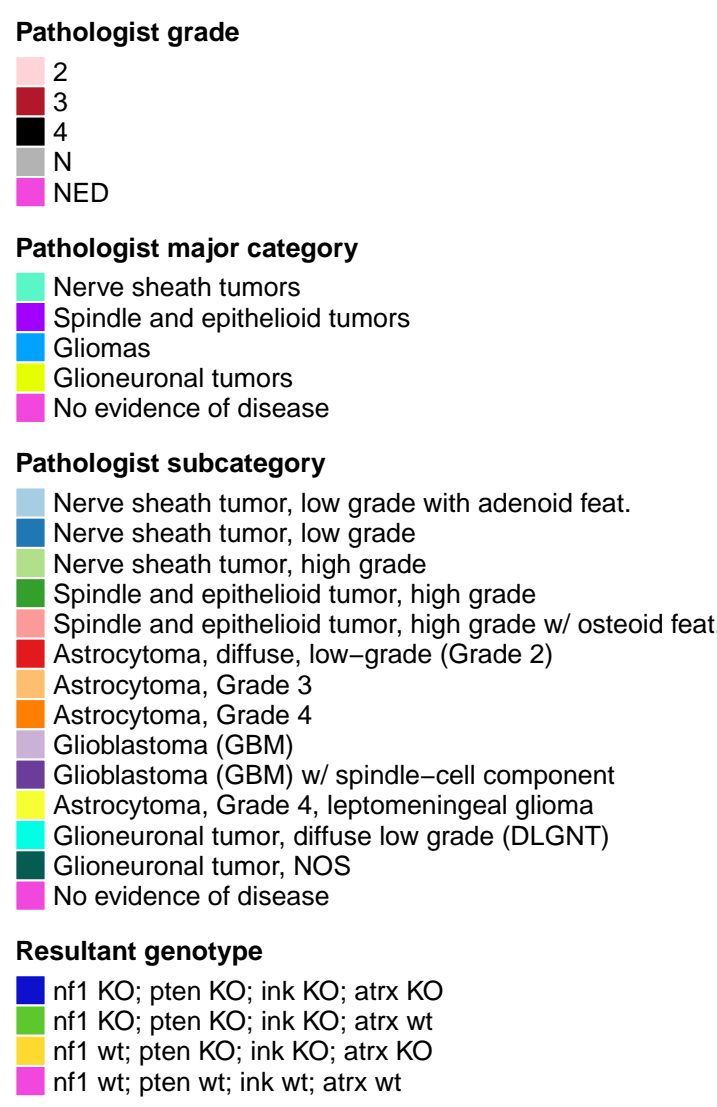 Pathologist grade
2
3
4
N
NED
Pathologist major category
Nerve sheath tumors
Spindle and epithelioid tumors
Gliomas
Glioneuronal tumors
No evidence of disease
Pathologist subcategory
Nerve sheath tumor, low grade with adenoid feat.
Nerve sheath tumor, low grade
Nerve sheath tumor, high grade
Spindle and epithelioid tumor, high grade
Spindle and epithelioid tumor, high grade w/ osteoid feat.
Astrocytoma, diffuse, low−grade (Grade 2)
Astrocytoma, Grade 3
Astrocytoma, Grade 4
Glioblastoma (GBM)
Glioblastoma (GBM) w/ spindle−cell component
Astrocytoma, Grade 4, leptomeningeal glioma
Glioneuronal tumor, diffuse low grade (DLGNT)
Glioneuronal tumor, NOS
No evidence of disease
Resultant genotype
nf1 KO; pten KO; ink KO; atrx KO
nf1 KO; pten KO; ink KO; atrx wt
nf1 wt; pten KO; ink KO; atrx KO
nf1 wt; pten wt; ink wt; atrx wt